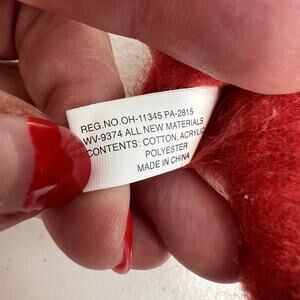 REG.NO.OH-11345 PA-2815
WV-9374 ALL NEW MATERIALS
CONTENTS: COTTON, ACRYLIC
POLYESTER
MADE IN CHINA